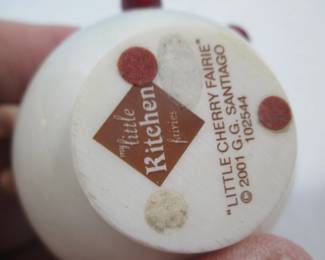 my little
Kitchen
fairies
"LITTLE CHERRY FAIRIE"
© 2001 G.G. SANTIAGO
102544